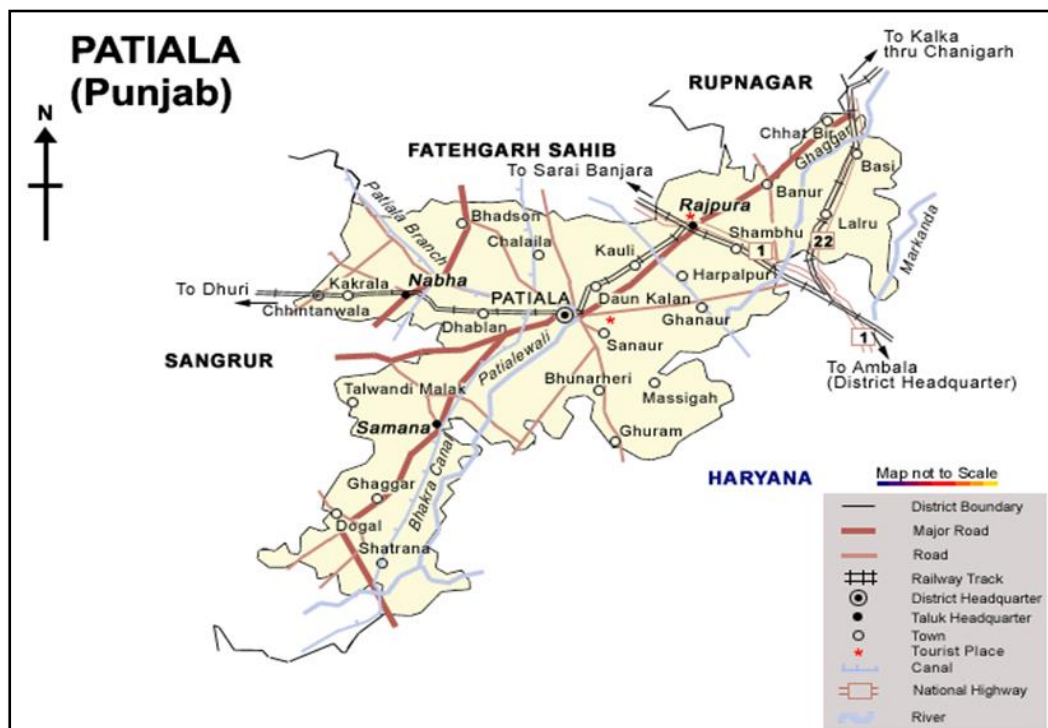 PATIALA
(Punjab)
N
To Kalka
thru Chanigarh
RUPNAGAR
FATEHGARH SAHIB
To Sarai Banjara
Chhat Bir
Ghaggar
Basi
Banur
Rajpura
Patiala Branch
Bhadson
Chalaila
Kauli
Shambhu
1
22
Lalru
Markanda
Harpalpur
Nabha
Kakrala
To Dhuri
Chhintanwala
PATIALA
Daun Kalan
Ghanaur
Dhablan
Sanaur
1
SANGRUR
Patialewali
To Ambala
(District Headquarter)
Talwandi Malak
Bhunarheri
Massigah
Samana
Ghuram
Bhakra Canal
HARYANA
Map not to Scale
Ghaggar
Dogal
Shatrana
District Boundary
Major Road
Road
Railway Track
District Headquarter
Taluk Headquarter
Town
Tourist Place
Canal
National Highway
River